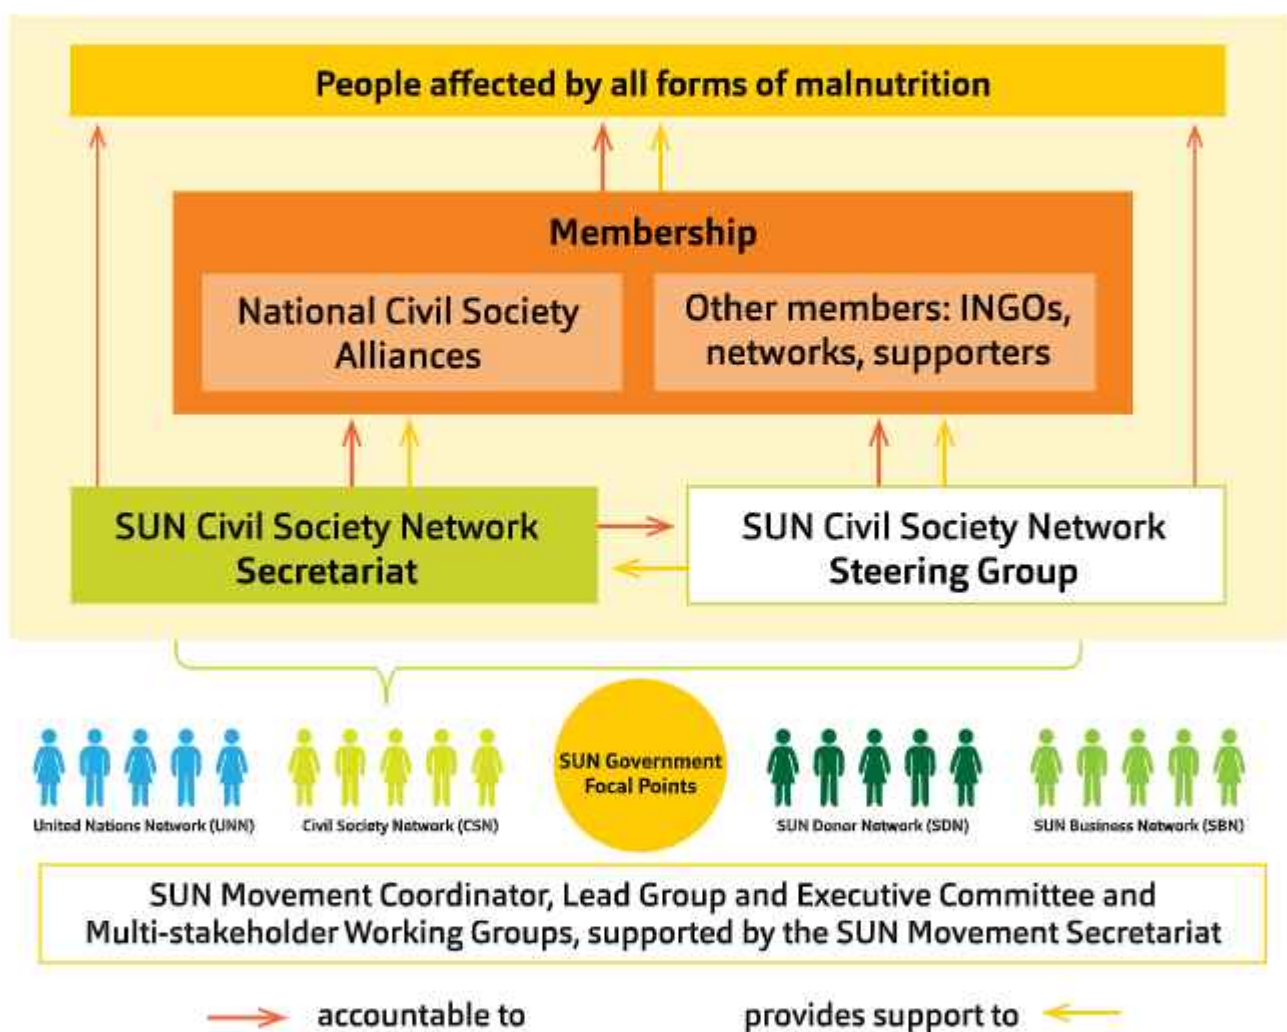 People affected by all forms of malnutrition
Membership
National Civil Society
Alliances
Other members: INGOs,
networks, supporters
SUN Civil Society Network
Secretariat
SUN Civil Society Network
Steering Group
SUN Government
Focal Points
United Nations Network (UNN)
Civil Society Network (CSN)
SUN Donor Network (SDN)
SUN Business Network (SBN)
SUN Movement Coordinator, Lead Group and Executive Committee and
Multi-stakeholder Working Groups, supported by the SUN Movement Secretariat
accountable to
provides support to